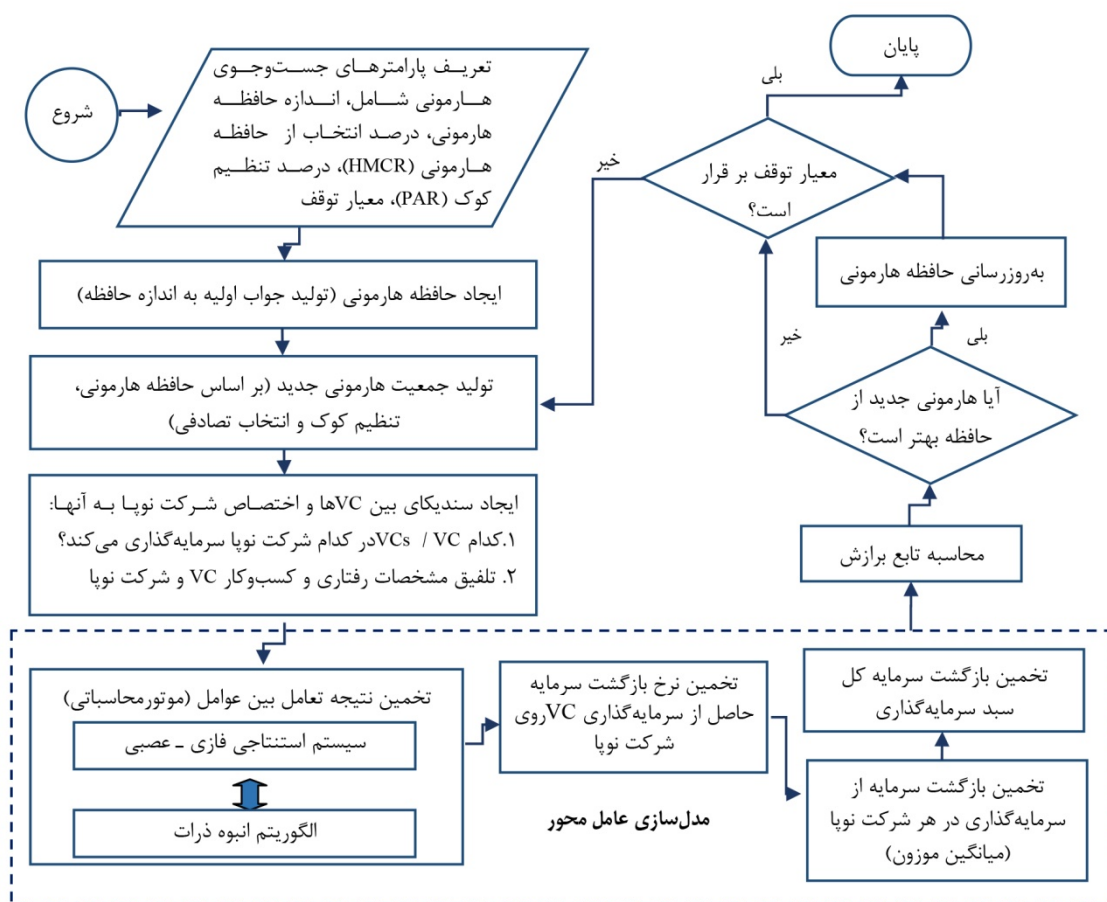 شروع
تعریف پارامترهای جست‌وجوی
هارمونی شامل، اندازه حافظه
هارمونی، درصد انتخاب از حافظه
هارمونی (HMCR)، درصد تنظیم
کوک (PAR)، معیار توقف
ایجاد حافظه هارمونی (تولید جواب اولیه به اندازه حافظه)
تولید جمعیت هارمونی جدید (بر اساس حافظه هارمونی،
تنظیم کوک و انتخاب تصادفی)
ایجاد سندیکای بین VCها و اختصاص شرکت نوپا به آنها:
۱.کدام VCs / VCدر کدام شرکت نوپا سرمایه‌گذاری می‌کند؟
۲. تلفیق مشخصات رفتاری و کسب‌وکار VC و شرکت نوپا
تخمین نتیجه تعامل بین عوامل (موتورمحاسباتی)
سیستم استنتاجی فازی ـ عصبی
الگوریتم انبوه ذرات
تخمین نرخ بازگشت سرمایه
حاصل از سرمایه‌گذاری VCروی
شرکت نوپا
مدل‌سازی عامل محور
تخمین بازگشت سرمایه از
سرمایه‌گذاری در هر شرکت نوپا
(میانگین موزون)
تخمین بازگشت سرمایه کل
سبد سرمایه‌گذاری
محاسبه تابع برازش
آیا هارمونی جدید از
حافظه بهتر است؟
بلی
خیر
به‌روزرسانی حافظه هارمونی
معیار توقف بر قرار
است؟
خیر
بلی
پایان